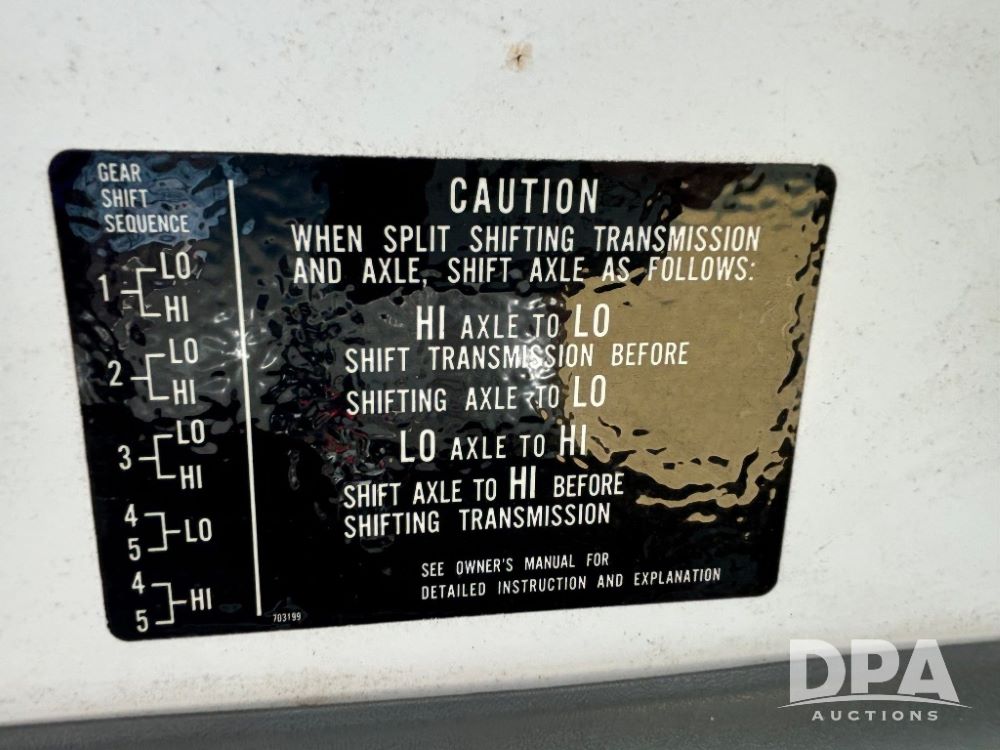 GEAR
SHIFT
SEQUENCE
1 LO
HI
2 LO
HI
3 LO
HI
4
5 LO
4
5 HI
CAUTION
WHEN SPLIT SHIFTING TRANSMISSION
AND AXLE, SHIFT AXLE AS FOLLOWS:
HI AXLE TO LO
SHIFT TRANSMISSION BEFORE
SHIFTING AXLE TO LO
LO AXLE TO HI
SHIFT AXLE TO HI BEFORE
SHIFTING TRANSMISSION
SEE OWNER'S MANUAL FOR
DETAILED INSTRUCTION AND EXPLANATION
703199
DPA
AUCTIONS